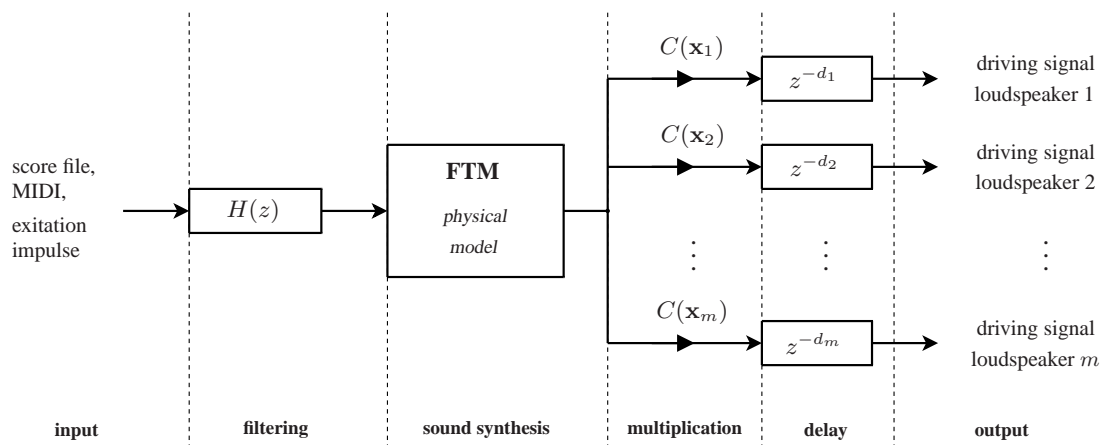 score file,
MIDI,
exitation
impulse
H(z)
FTM
physical
model
C(x₁)
z^{-d₁}
driving signal
loudspeaker 1
C(x₂)
z^{-d₂}
driving signal
loudspeaker 2
⋮ ⋮ ⋮
C(xₘ)
z^{-dₘ}
driving signal
loudspeaker m
input filtering sound synthesis multiplication delay output